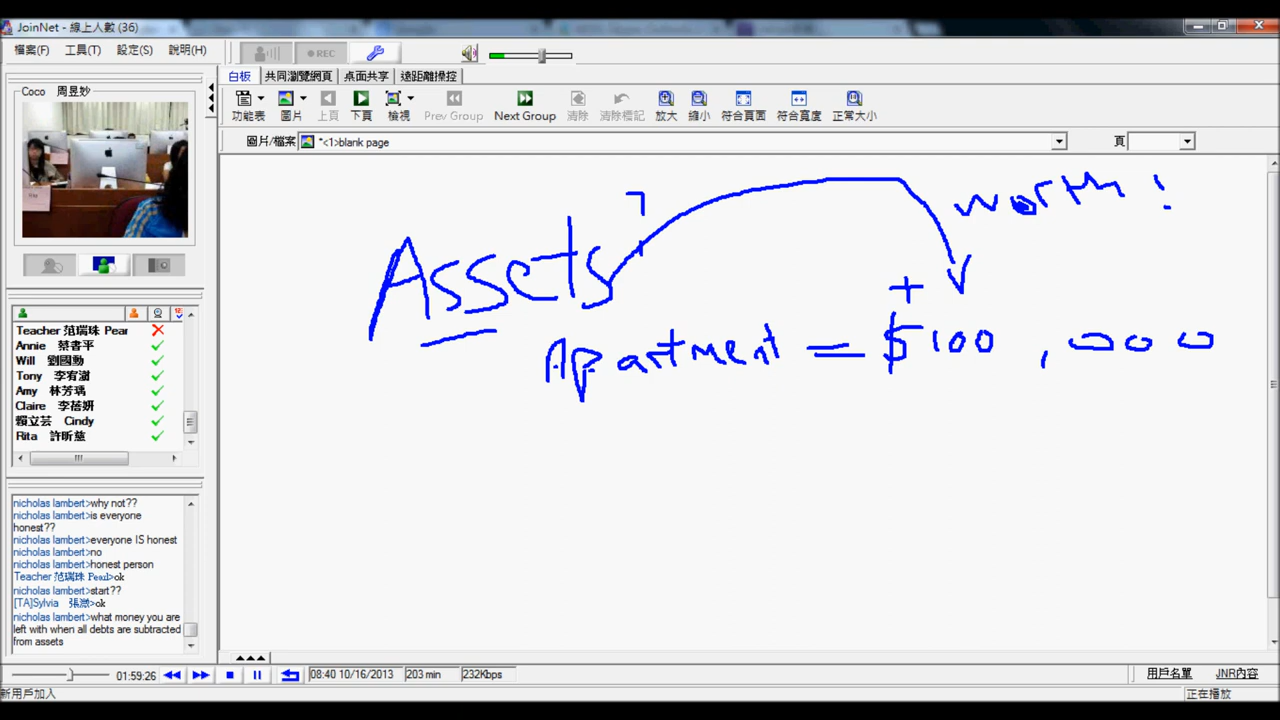 JoinNet - 線上人數 (36)
檔案(F) 工具(T) 設定(S) 說明(H)
REC
Coco 周昱妙
白板 共同瀏覽網頁 桌面共享 遠距離操控
功能表 圖片 上頁 下頁 檢視 Prev Group Next Group 清除 清除標記 放大 縮小 符合頁面 符合寬度 正常大小
圖片/檔案 *<1>blank page 頁
Worth !
Assets
+
Apartment = $100,000
Teacher 范瑞珠 Pear
Annie 蔡書平
Will 劉國勳
Tony 李宥澍
Amy 林芳瑀
Claire 李蓓妍
賴立芸 Cindy
Rita 許昕慈
nicholas lambert>why not??
nicholas lambert>is everyone
honest??
nicholas lambert>everyone IS honest
nicholas lambert>no
nicholas lambert>honest person
Teacher 范瑞珠 Pearl>ok
nicholas lambert>start??
[TA]Sylvia 張溦>ok
nicholas lambert>what money you are
left with when all debts are subtracted
from assets
01:59:26 08:40 10/16/2013 203 min 232Kbps 用戶名單 JNR內容
新用戶加入 正在播放